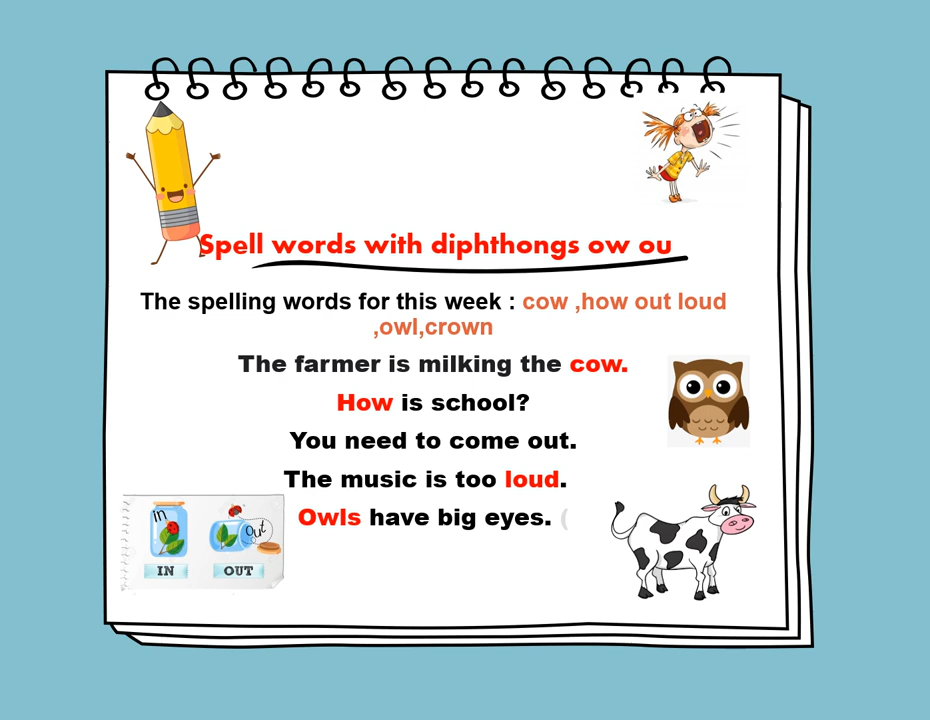 Spell words with diphthongs ow ou
The spelling words for this week : cow ,how out loud
,owl,crown
The farmer is milking the cow.
How is school?
You need to come out.
The music is too loud.
Owls have big eyes. (
in
out
IN
OUT